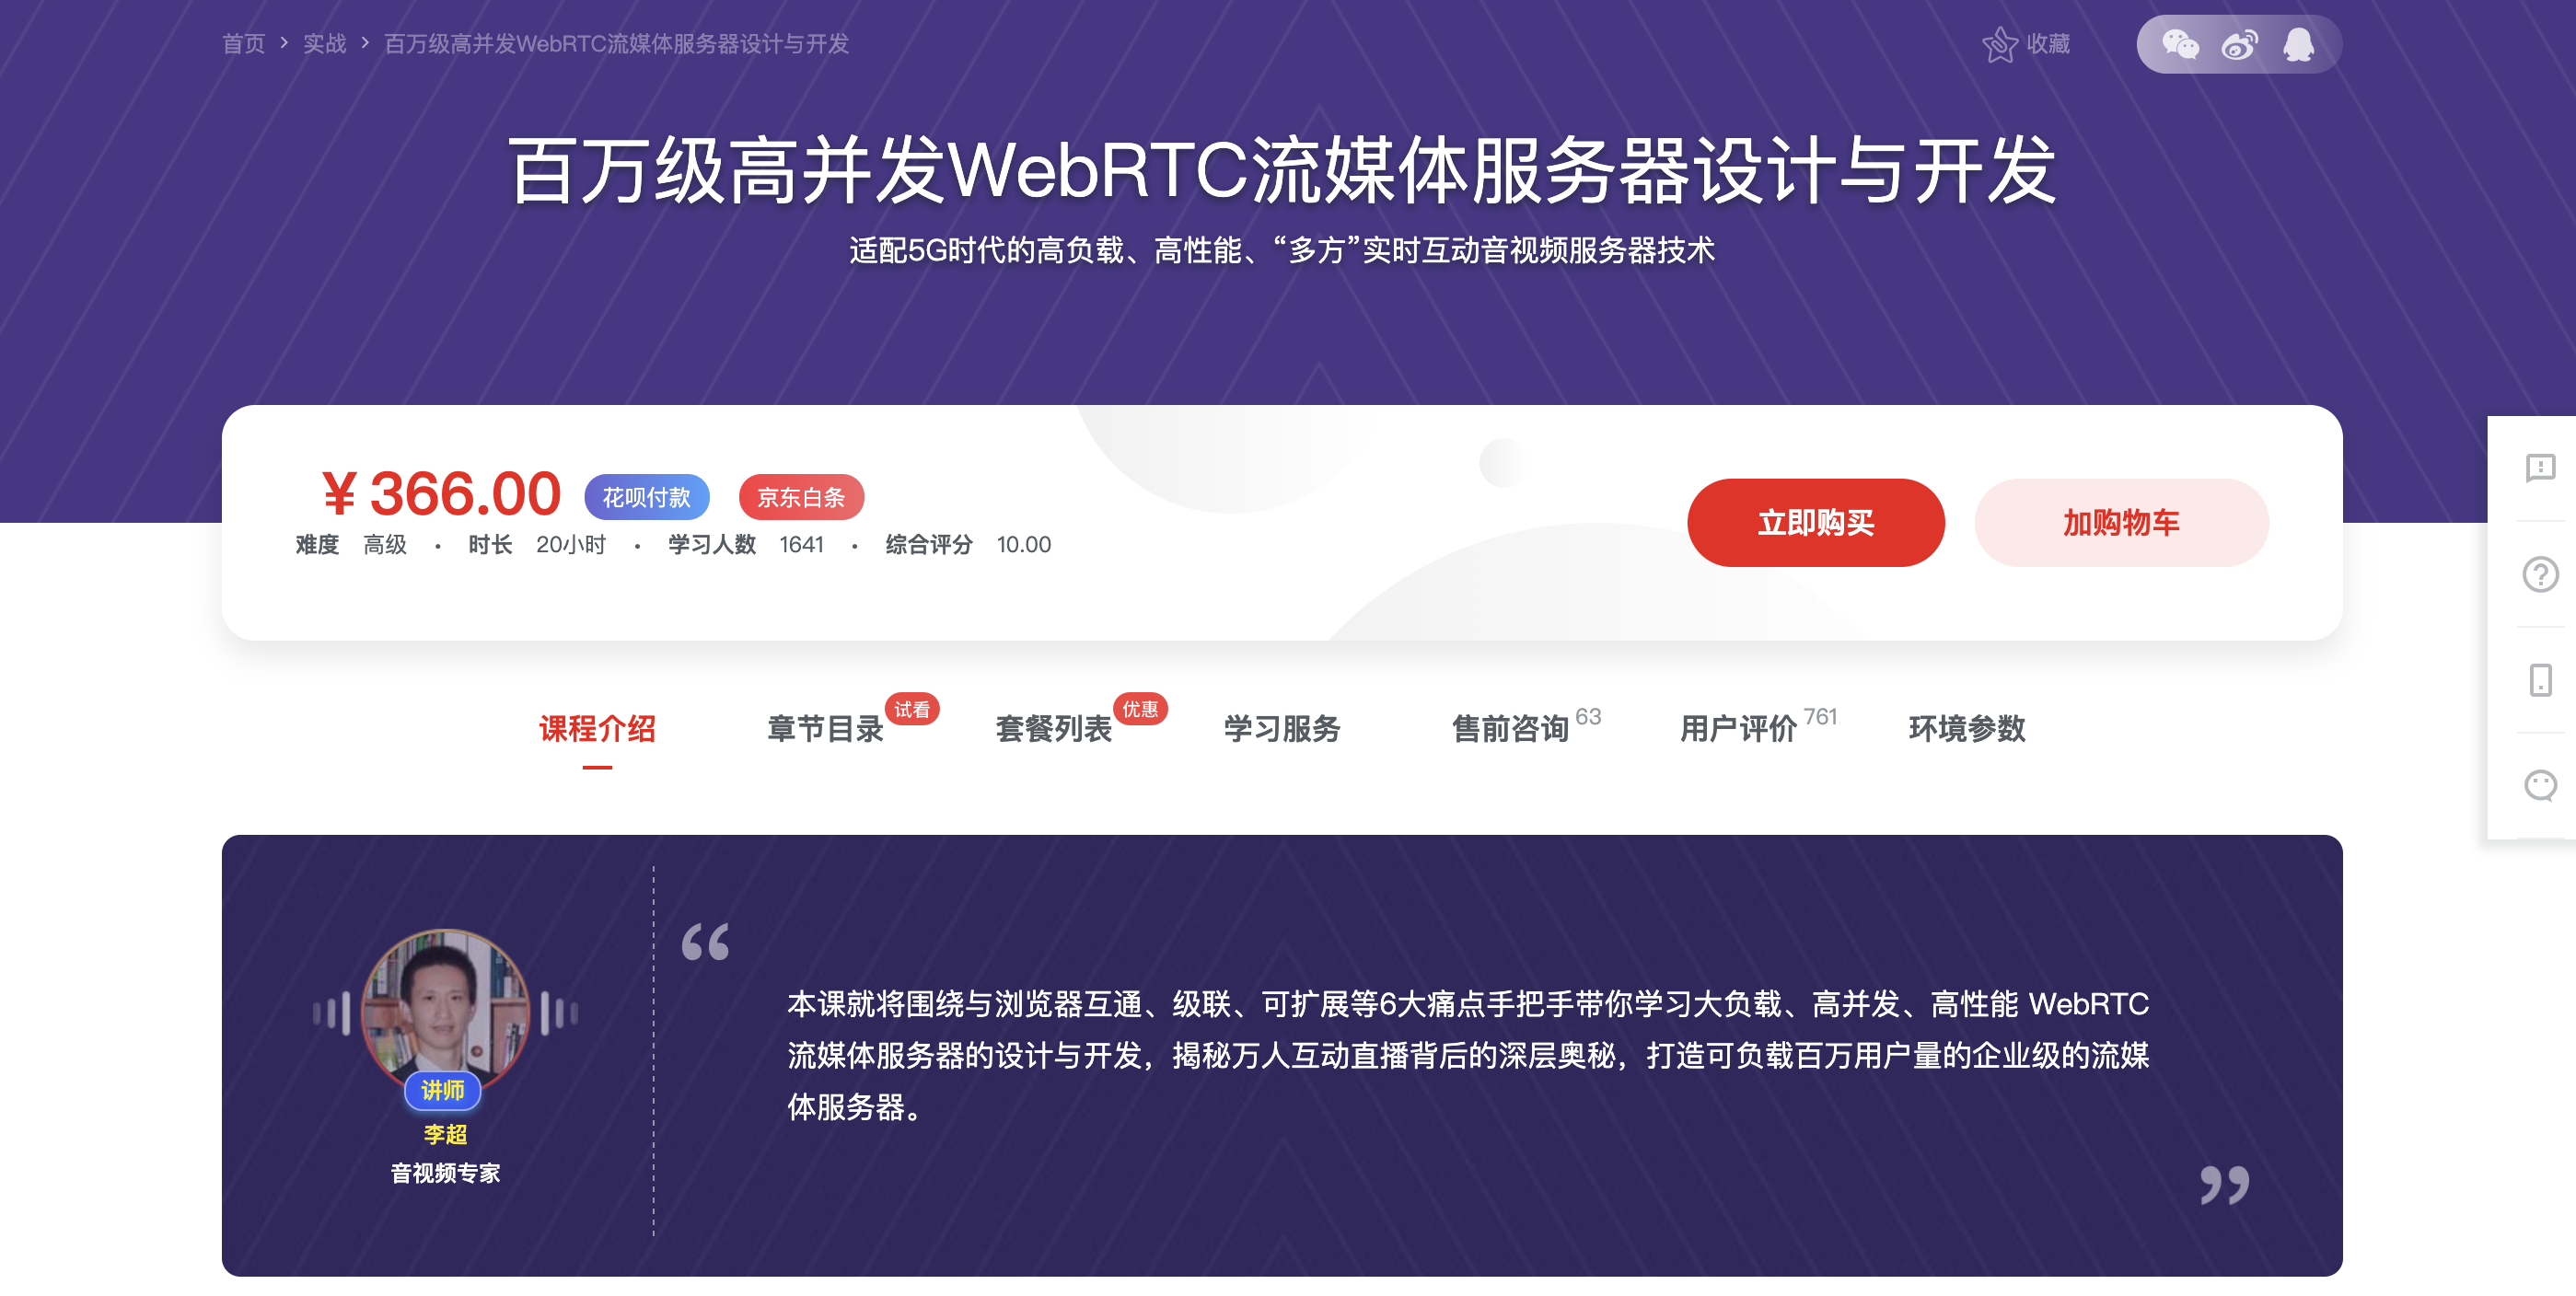 首页 > 实战 > 百万级高并发WebRTC流媒体服务器设计与开发
收藏
百万级高并发WebRTC流媒体服务器设计与开发
适配5G时代的高负载、高性能、“多方”实时互动音视频服务器技术
¥366.00 花呗付款 京东白条
难度 高级 · 时长 20小时 · 学习人数 1641 · 综合评分 10.00
立即购买 加购物车
课程介绍 章节目录 试看 套餐列表 优惠 学习服务 售前咨询 63 用户评价 761 环境参数
讲师
李超
音视频专家
“
本课就将围绕与浏览器互通、级联、可扩展等6大痛点手把手带你学习大负载、高并发、高性能 WebRTC
流媒体服务器的设计与开发，揭秘万人互动直播背后的深层奥秘，打造可负载百万用户量的企业级的流媒
体服务器。
”